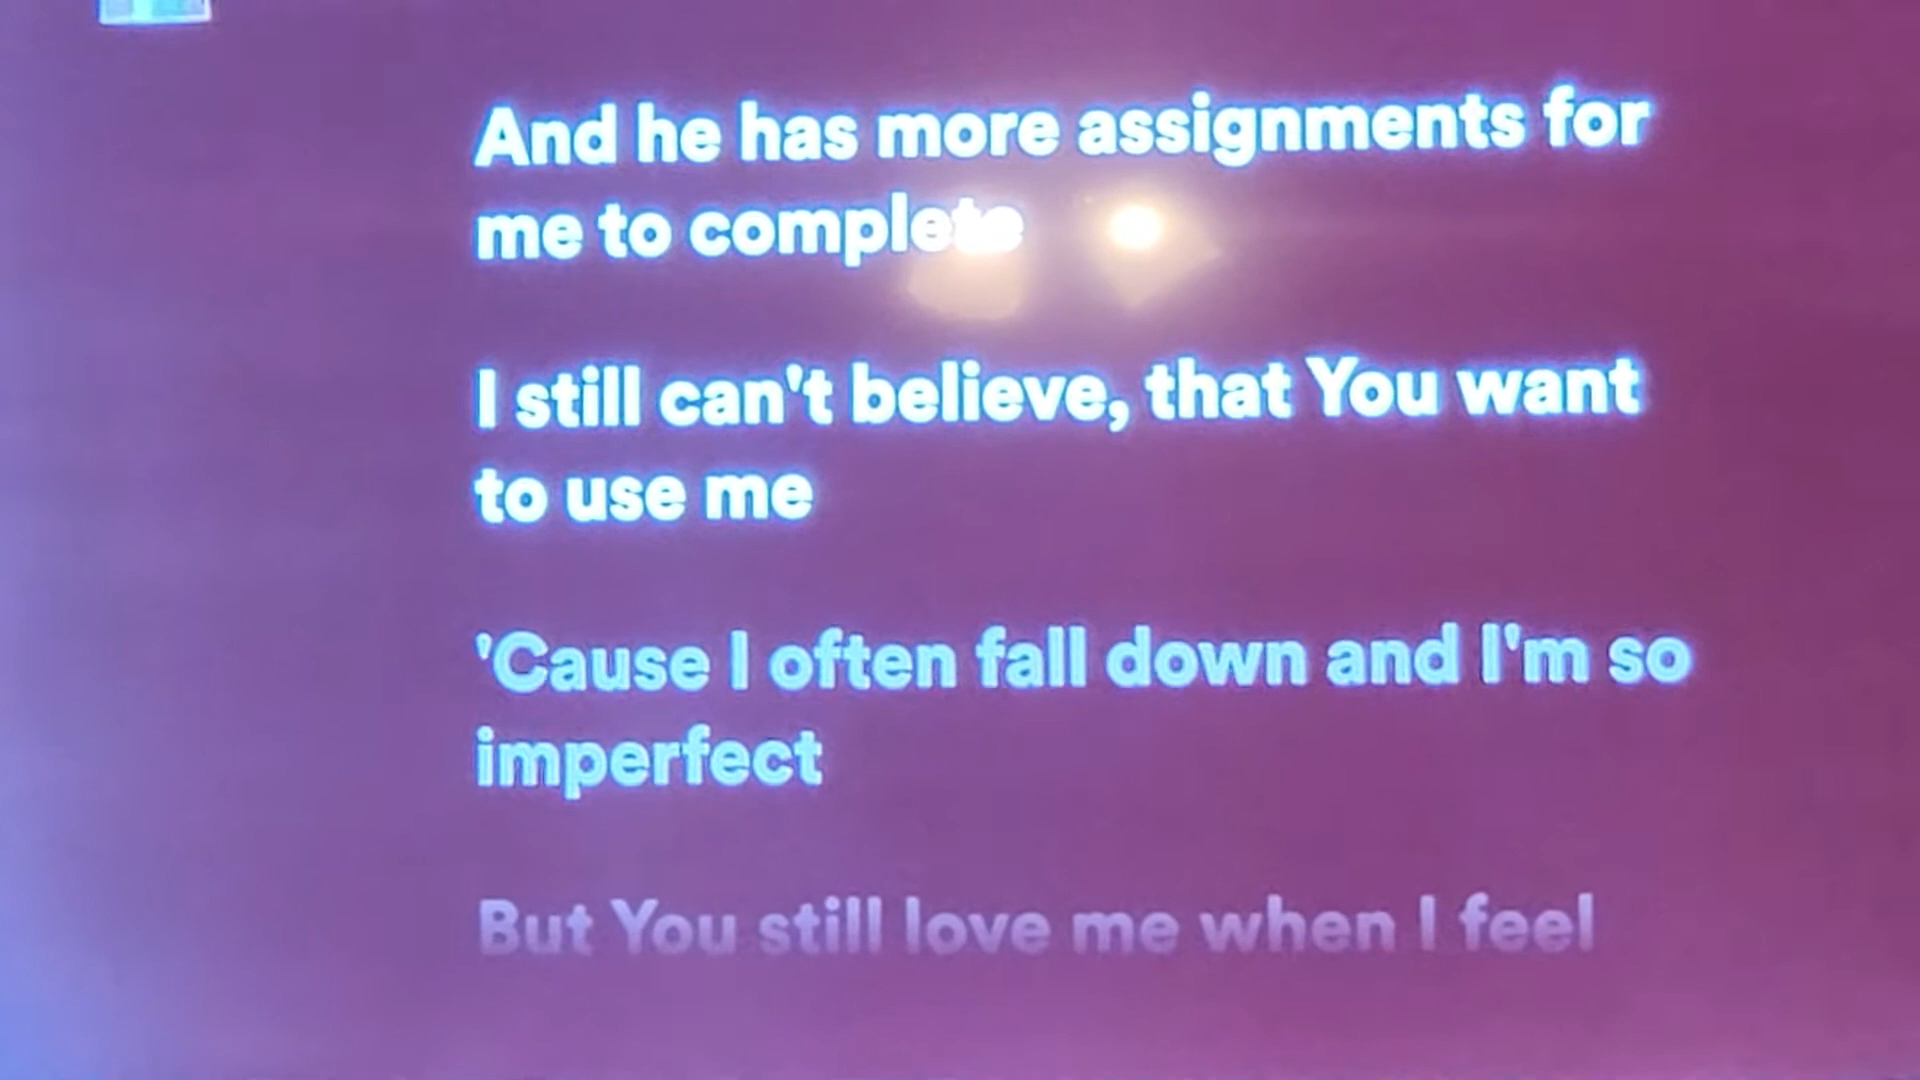 And he has more assignments for
me to complete
I still can't believe, that You want
to use me
'Cause I often fall down and I'm so
imperfect
But You still love me when I feel